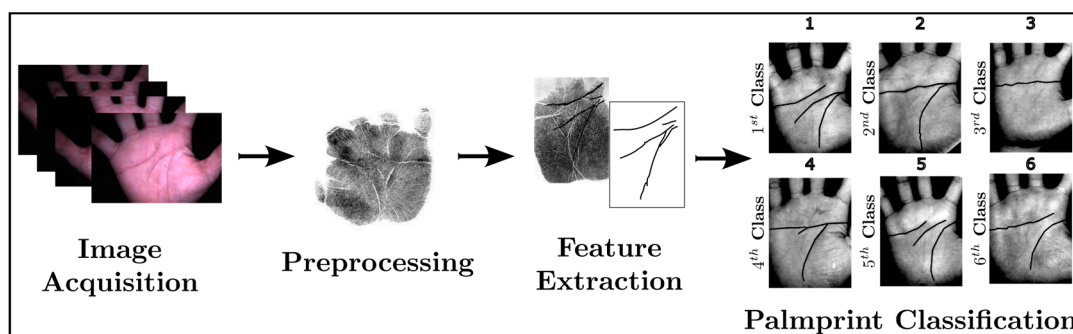 1 2 3
1st Class
2nd Class
3rd Class
4 5 6
4th Class
5th Class
6th Class
Image
Acquisition
Preprocessing
Feature
Extraction
Palmprint Classification